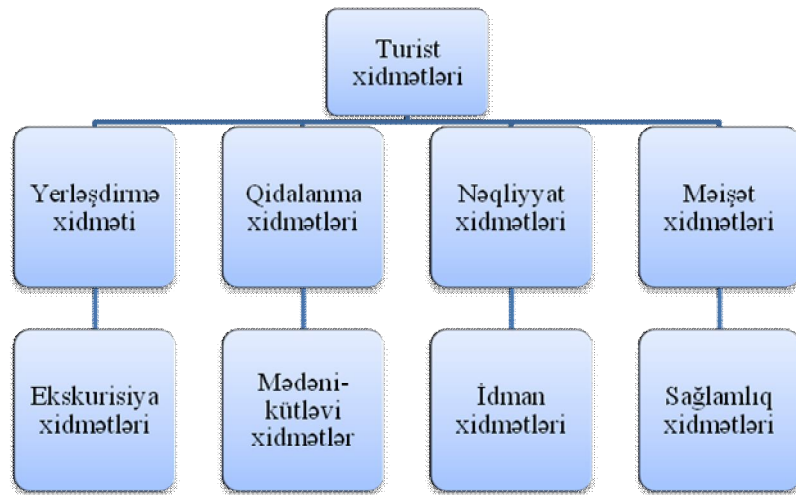 Turist
xidmətləri
Yerləşdirmə
xidməti
Qidalanma
xidmətləri
Nəqliyyat
xidmətləri
Məişət
xidmətləri
Ekskurisiya
xidmətləri
Mədəni-
kütləvi
xidmətlər
İdman
xidmətləri
Sağlamlıq
xidmətləri